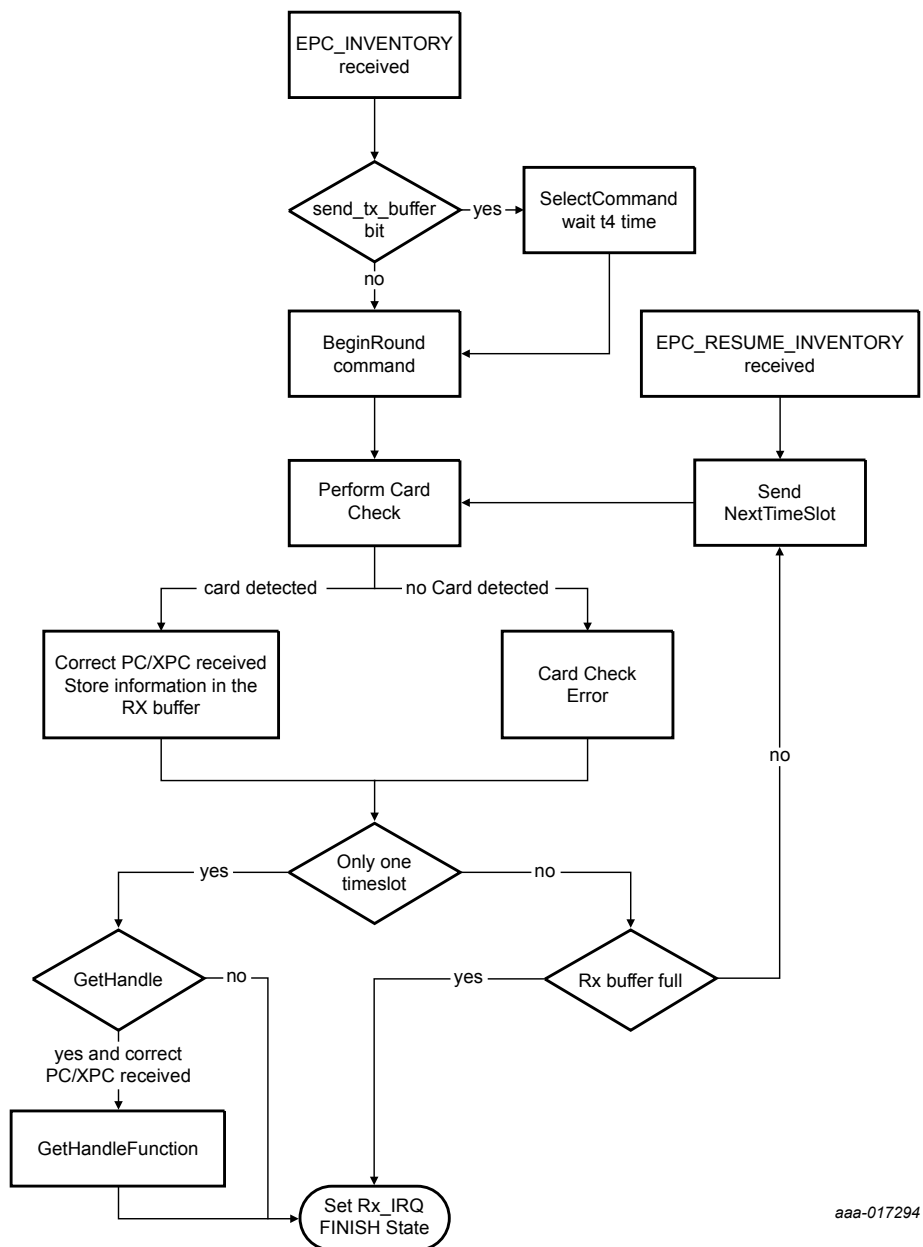 EPC_INVENTORY
received
send_tx_buffer
bit
yes
SelectCommand
wait t4 time
no
BeginRound
command
EPC_RESUME_INVENTORY
received
Perform Card
Check
Send
NextTimeSlot
card detected
no Card detected
Correct PC/XPC received
Store information in the
RX buffer
Card Check
Error
no
Only one
timeslot
yes
no
GetHandle
no
yes
Rx buffer full
yes and correct
PC/XPC received
GetHandleFunction
Set Rx_IRQ
FINISH State
aaa-017294